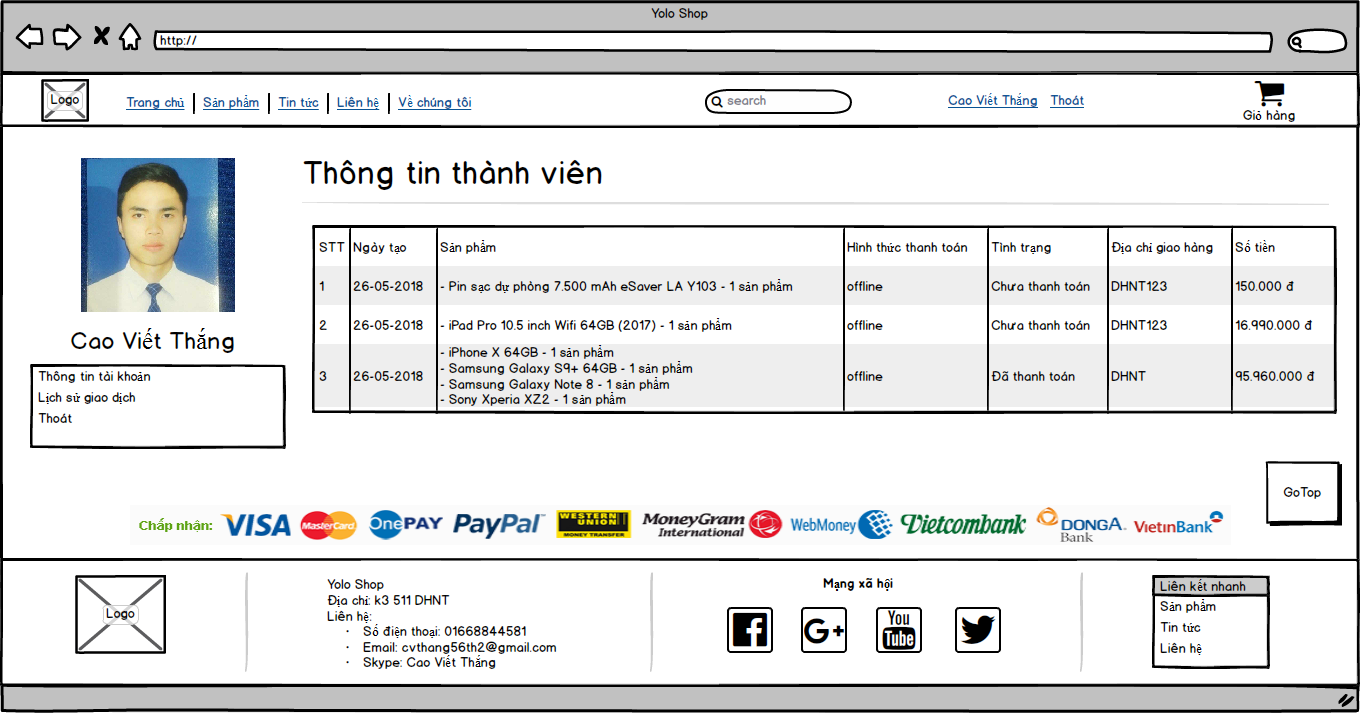 Yolo Shop
http://
Logo
Trang chủ
Sản phẩm
Tin tức
Liên hệ
Về chúng tôi
search
Cao Viết Thắng
Thoát
Giỏ hàng
Thông tin thành viên
Cao Viết Thắng
Thông tin tài khoản
Lịch sử giao dịch
Thoát
STT Ngày tạo Sản phẩm Hình thức thanh toán Tình trạng Địa chỉ giao hàng Số tiền
1 26-05-2018 - Pin sạc dự phòng 7.500 mAh eSaver LA Y103 - 1 sản phẩm offline Chưa thanh toán DHNT123 150.000 đ
2 26-05-2018 - iPad Pro 10.5 inch Wifi 64GB (2017) - 1 sản phẩm offline Chưa thanh toán DHNT123 16.990.000 đ
- iPhone X 64GB - 1 sản phẩm
- Samsung Galaxy S9+ 64GB - 1 sản phẩm
3 26-05-2018 offline Đã thanh toán DHNT 95.960.000 đ
- Samsung Galaxy Note 8 - 1 sản phẩm
- Sony Xperia XZ2 - 1 sản phẩm
GoTop
Chấp nhận: VISA MasterCard OnePAY PayPal WESTERN UNION MONEY TRANSFER MoneyGram International WebMoney Vietcombank DONGA Bank VietinBank
Logo
Yolo Shop
Địa chỉ: k3 511 DHNT
Liên hệ:
· Số điện thoại: 01668844581
· Email: cvthang56th2@gmail.com
· Skype: Cao Viết Thắng
Mạng xã hội
G+
You
Tube
Liên kết nhanh
Sản phẩm
Tin tức
Liên hệ